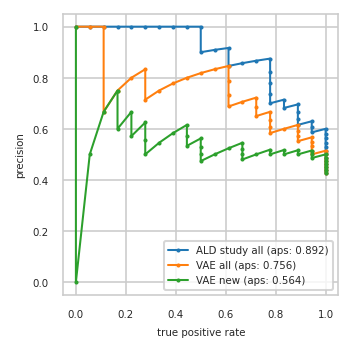 1.0
0.8
0.6
0.4
0.2
0.0
precision
ALD study all (aps: 0.892)
VAE all (aps: 0.756)
VAE new (aps: 0.564)
0.0 0.2 0.4 0.6 0.8 1.0
true positive rate